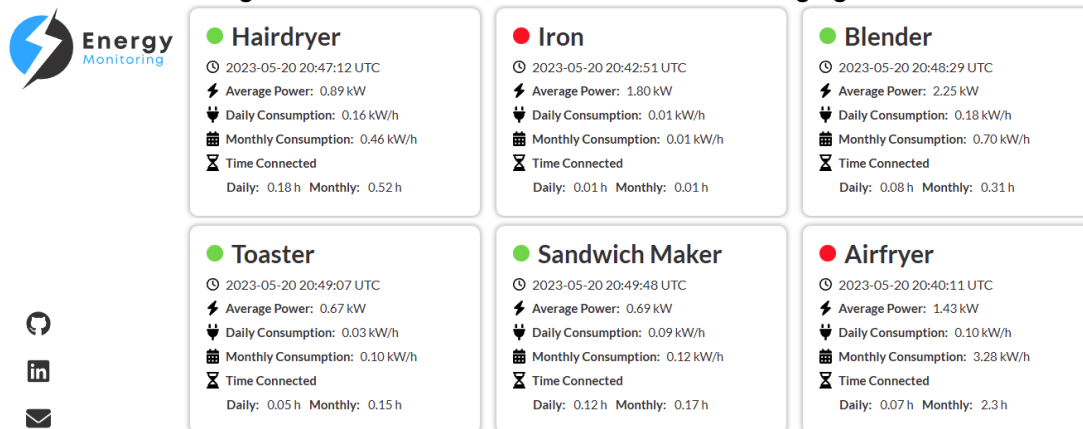 Energy
Monitoring
Hairdryer
2023-05-20 20:47:12 UTC
Average Power: 0.89 kW
Daily Consumption: 0.16 kW/h
Monthly Consumption: 0.46 kW/h
Time Connected
Daily: 0.18 h Monthly: 0.52 h
Iron
2023-05-20 20:42:51 UTC
Average Power: 1.80 kW
Daily Consumption: 0.01 kW/h
Monthly Consumption: 0.01 kW/h
Time Connected
Daily: 0.01 h Monthly: 0.01 h
Blender
2023-05-20 20:48:29 UTC
Average Power: 2.25 kW
Daily Consumption: 0.18 kW/h
Monthly Consumption: 0.70 kW/h
Time Connected
Daily: 0.08 h Monthly: 0.31 h
Toaster
2023-05-20 20:49:07 UTC
Average Power: 0.67 kW
Daily Consumption: 0.03 kW/h
Monthly Consumption: 0.10 kW/h
Time Connected
Daily: 0.05 h Monthly: 0.15 h
Sandwich Maker
2023-05-20 20:49:48 UTC
Average Power: 0.69 kW
Daily Consumption: 0.09 kW/h
Monthly Consumption: 0.12 kW/h
Time Connected
Daily: 0.12 h Monthly: 0.17 h
Airfryer
2023-05-20 20:40:11 UTC
Average Power: 1.43 kW
Daily Consumption: 0.10 kW/h
Monthly Consumption: 3.28 kW/h
Time Connected
Daily: 0.07 h Monthly: 2.3 h
in